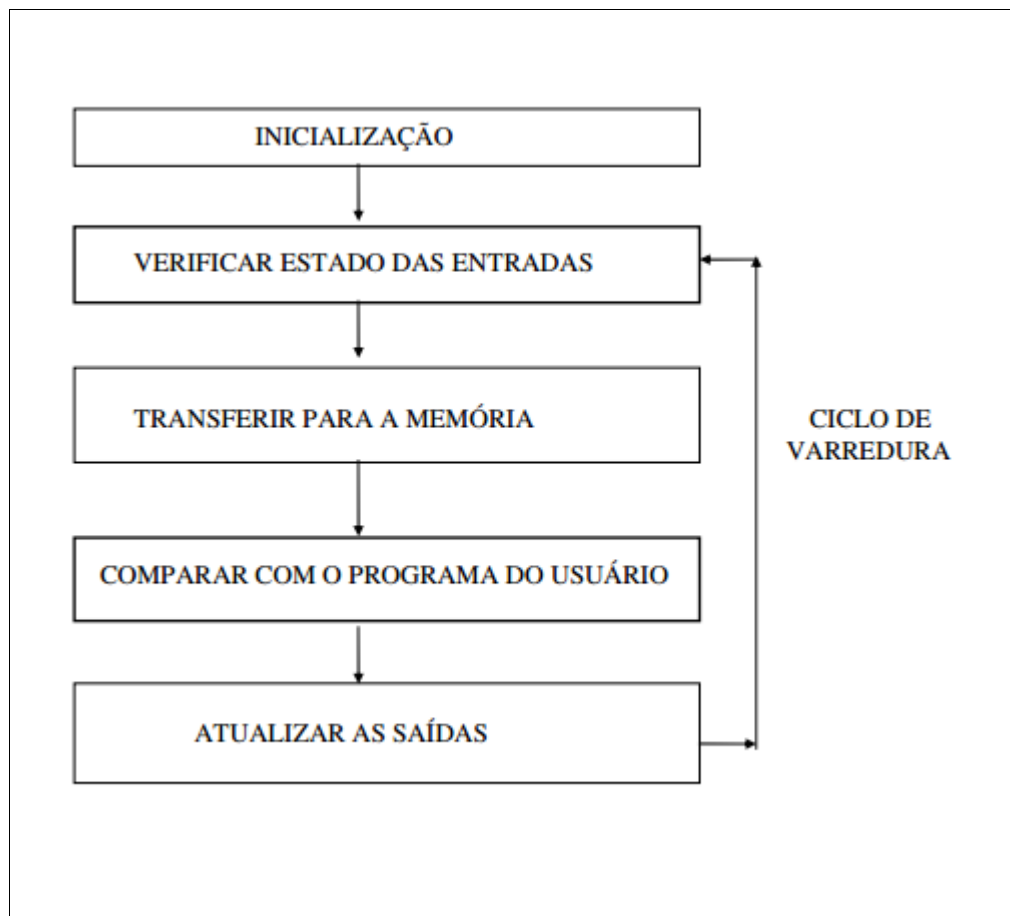 INICIALIZAÇÃO
VERIFICAR ESTADO DAS ENTRADAS
TRANSFERIR PARA A MEMÓRIA
CICLO DE
VARREDURA
COMPARAR COM O PROGRAMA DO USUÁRIO
ATUALIZAR AS SAÍDAS